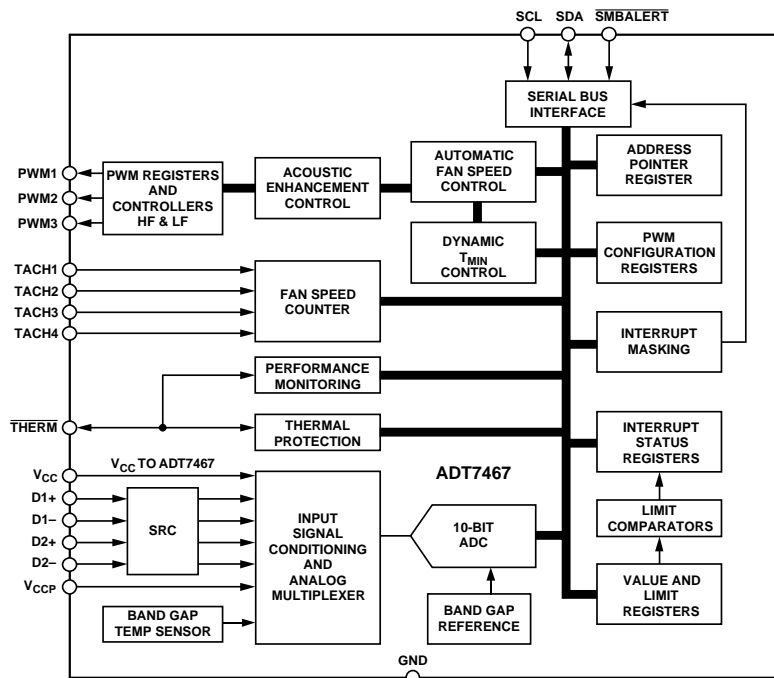 SCL SDA SMBALERT
SERIAL BUS
INTERFACE
PWM1
PWM2
PWM3
PWM REGISTERS
AND
CONTROLLERS
HF & LF
ACOUSTIC
ENHANCEMENT
CONTROL
AUTOMATIC
FAN SPEED
CONTROL
ADDRESS
POINTER
REGISTER
DYNAMIC
TMIN
CONTROL
PWM
CONFIGURATION
REGISTERS
TACH1
TACH2
TACH3
TACH4
FAN SPEED
COUNTER
INTERRUPT
MASKING
PERFORMANCE
MONITORING
THERM
THERMAL
PROTECTION
INTERRUPT
STATUS
REGISTERS
VCC
VCC TO ADT7467
ADT7467
D1+
D1–
D2+
D2–
VCCP
SRC
INPUT
SIGNAL
CONDITIONING
AND
ANALOG
MULTIPLEXER
10-BIT
ADC
LIMIT
COMPARATORS
VALUE AND
LIMIT
REGISTERS
BAND GAP
TEMP SENSOR
BAND GAP
REFERENCE
GND